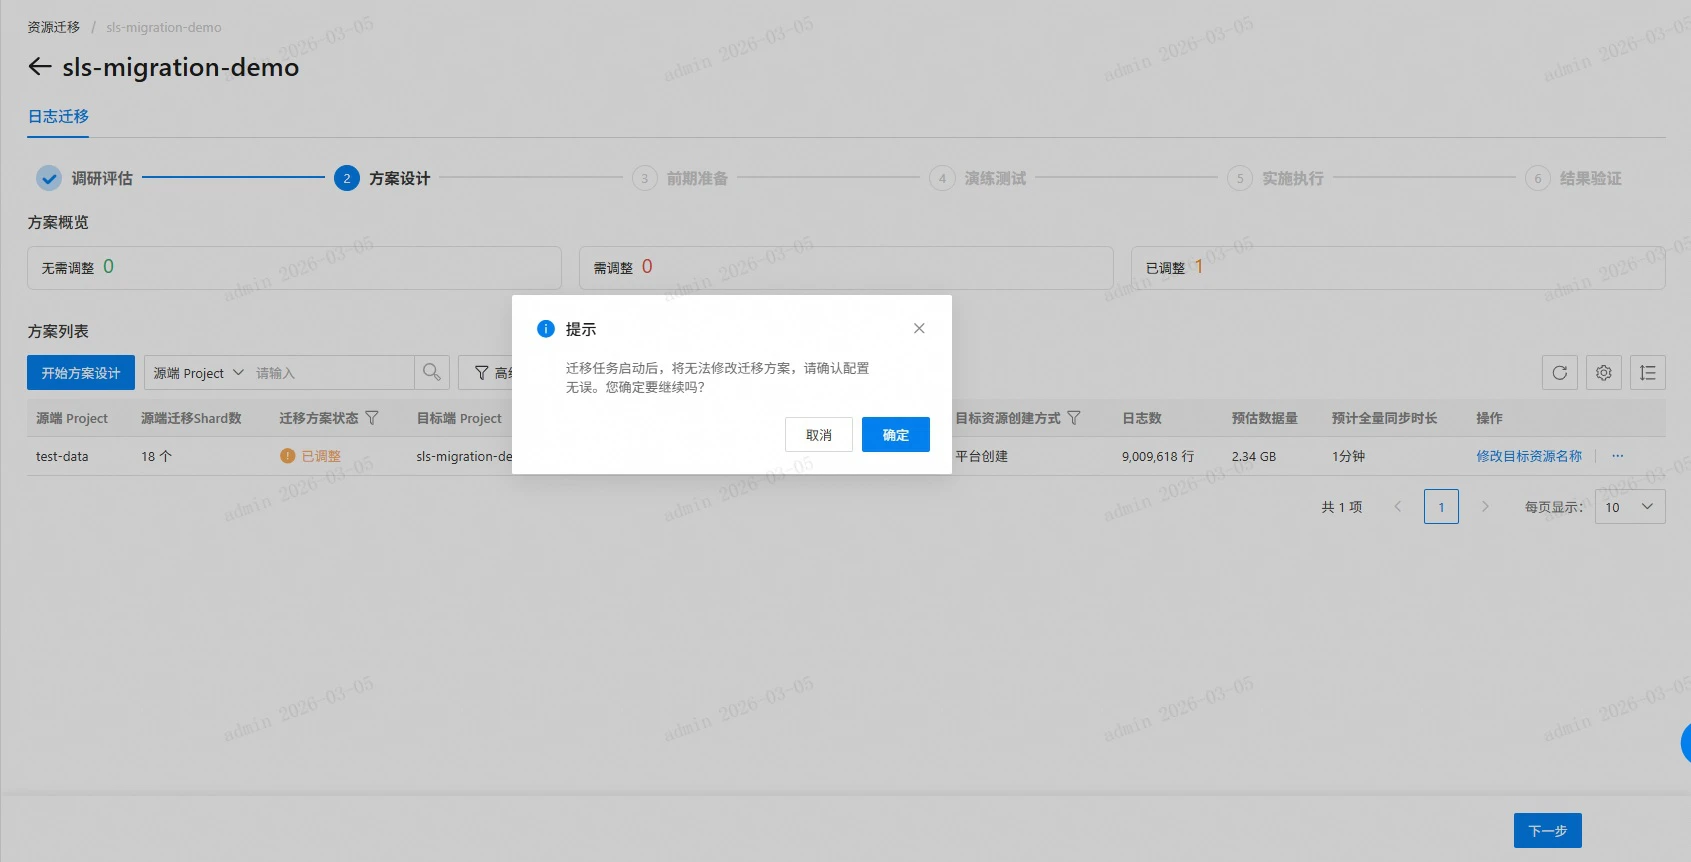 资源迁移 / sls-migration-demo
sls-migration-demo
日志迁移
调研评估
2 方案设计
3 前期准备
4 演练测试
5 实施执行
6 结果验证
方案概览
无需调整 0
需调整 0
已调整 1
方案列表
开始方案设计
源端 Project
请输入
提示
迁移任务启动后，将无法修改迁移方案，请确认配置
无误。您确定要继续吗？
取消
确定
源端 Project 源端迁移Shard数 迁移方案状态 目标端 Project 目标资源创建方式 日志数 预估数据量 预计全量同步时长 操作
test-data 18 个 已调整 sls-migration-de 平台创建 9,009,618 行 2.34 GB 1分钟 修改目标资源名称 ···
共 1 项 1 每页显示： 10
下一步
admin 2026-03-05